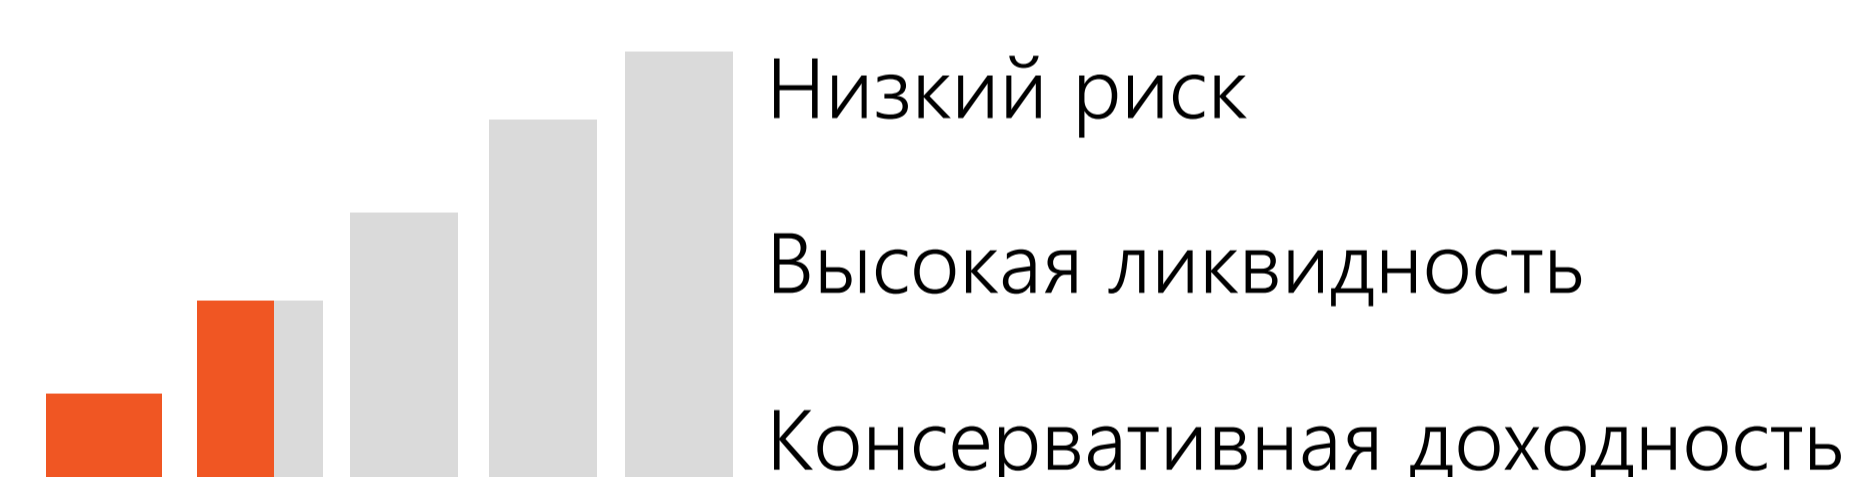 Низкий риск
Высокая ликвидность
Консервативная доходность